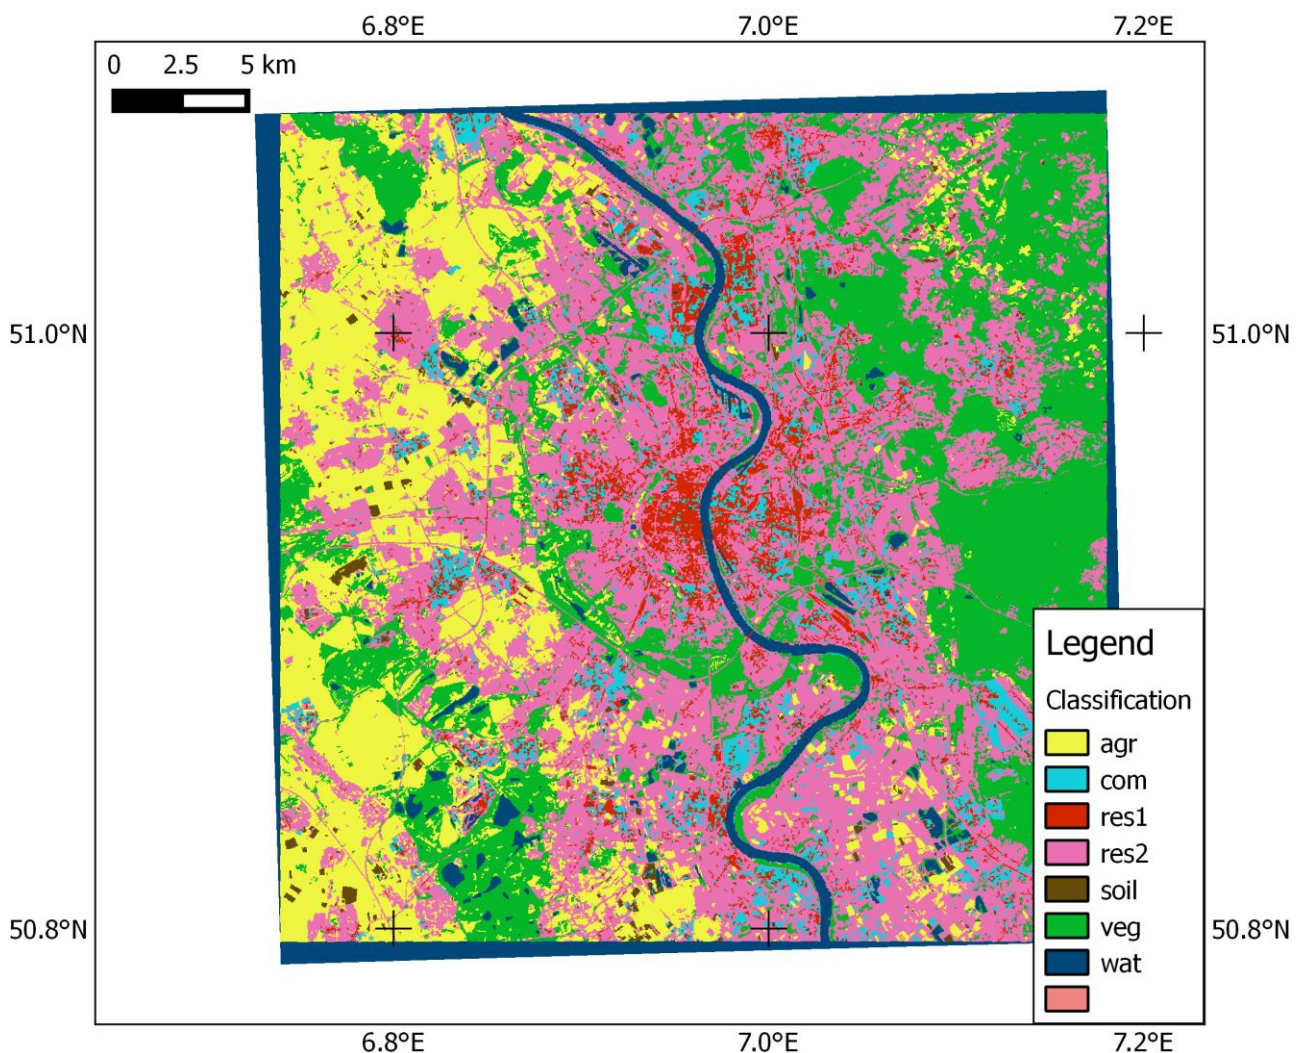 6.8°E 7.0°E 7.2°E
0 2.5 5 km
51.0°N 51.0°N
Legend
Classification
agr
com
res1
res2
soil
veg
wat
50.8°N 50.8°N
6.8°E 7.0°E 7.2°E